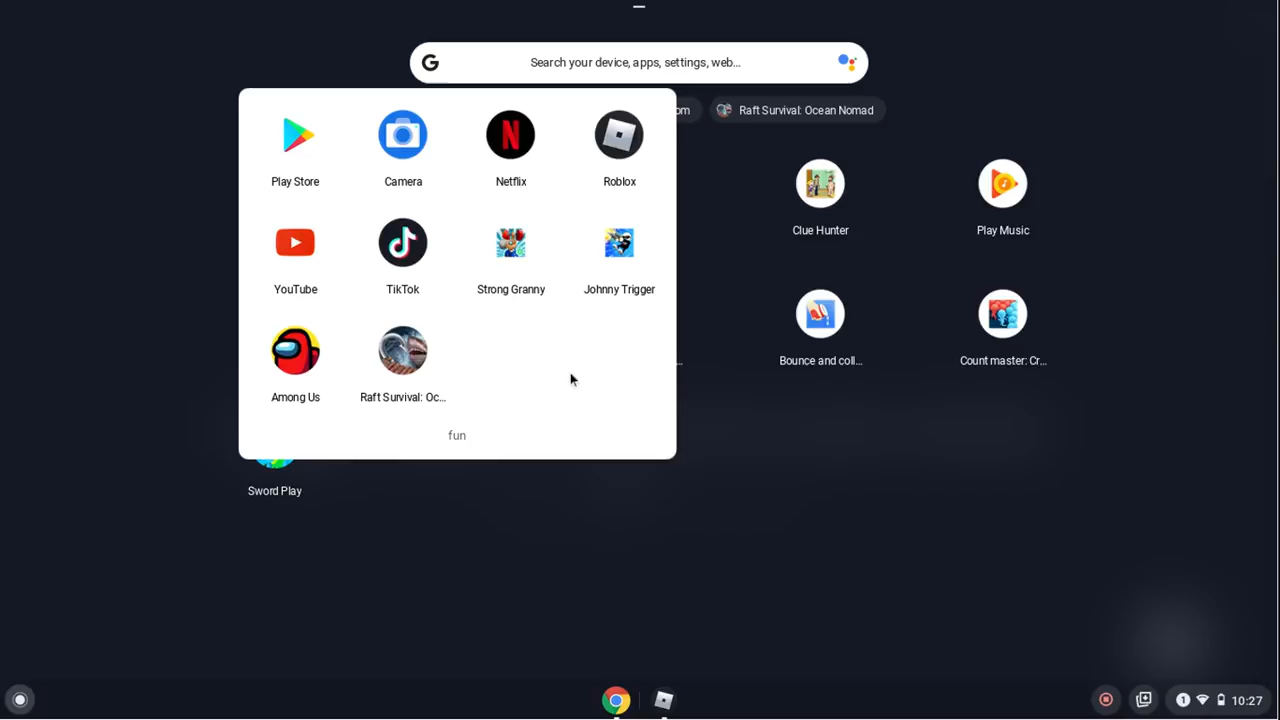 Search your device, apps, settings, web...
om
Raft Survival: Ocean Nomad
Play Store
Camera
Netflix
Roblox
YouTube
TikTok
Strong Granny
Johnny Trigger
Among Us
Raft Survival: Oc...
fun
Clue Hunter
Play Music
...
Bounce and coll...
Count master: Cr...
Sword Play
1
10:27